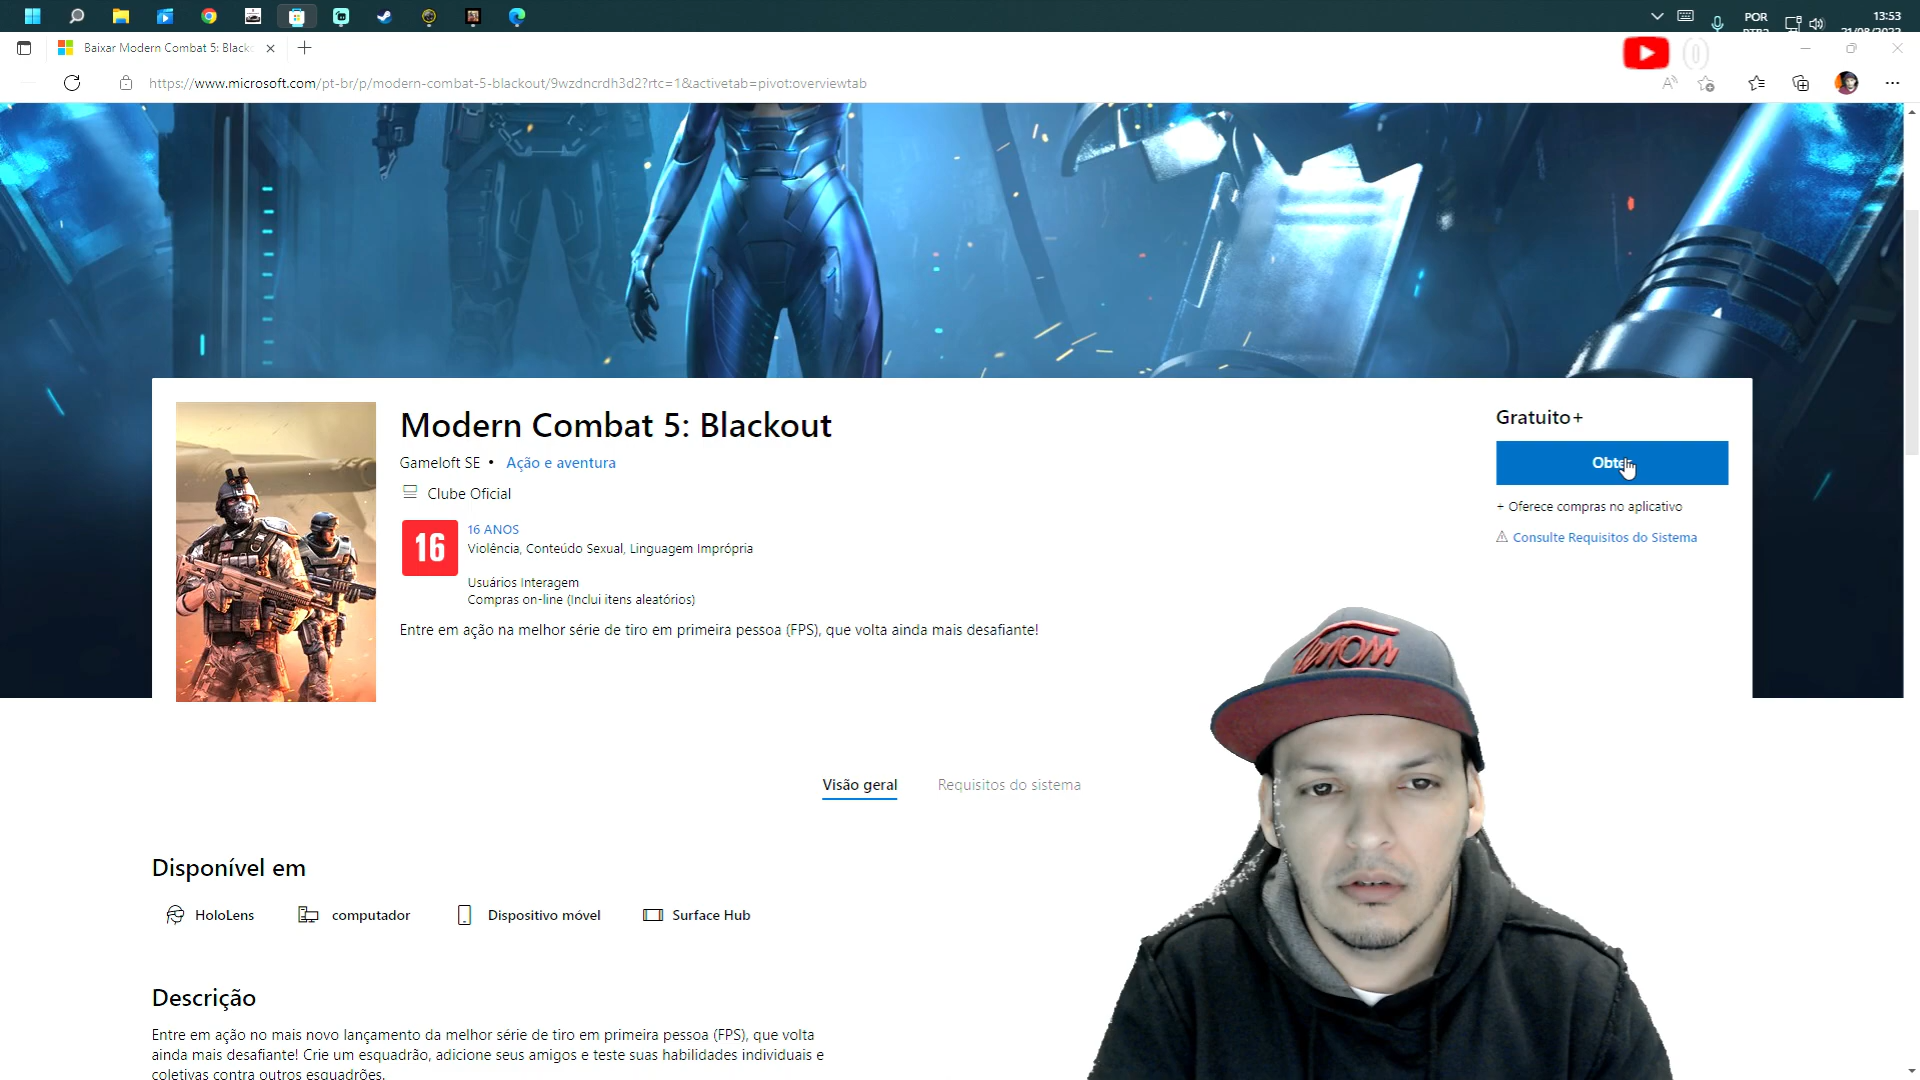 POR
PTB2
13:53
21/08/2022
Baixar Modern Combat 5: Black
https://www.microsoft.com/pt-br/p/modern-combat-5-blackout/9wzdncrdh3d2?rtc=1&activetab=pivot:overviewtab
Modern Combat 5: Blackout
Gameloft SE • Ação e aventura
Clube Oficial
16
16 ANOS
Violência, Conteúdo Sexual, Linguagem Imprópria
Usuários Interagem
Compras on-line (Inclui itens aleatórios)
Entre em ação na melhor série de tiro em primeira pessoa (FPS), que volta ainda mais desafiante!
Gratuito+
Obter
+ Oferece compras no aplicativo
Consulte Requisitos do Sistema
Visão geral
Requisitos do sistema
Disponível em
HoloLens
computador
Dispositivo móvel
Surface Hub
Descrição
Entre em ação no mais novo lançamento da melhor série de tiro em primeira pessoa (FPS), que volta
ainda mais desafiante! Crie um esquadrão, adicione seus amigos e teste suas habilidades individuais e
coletivas contra outros esquadrões.